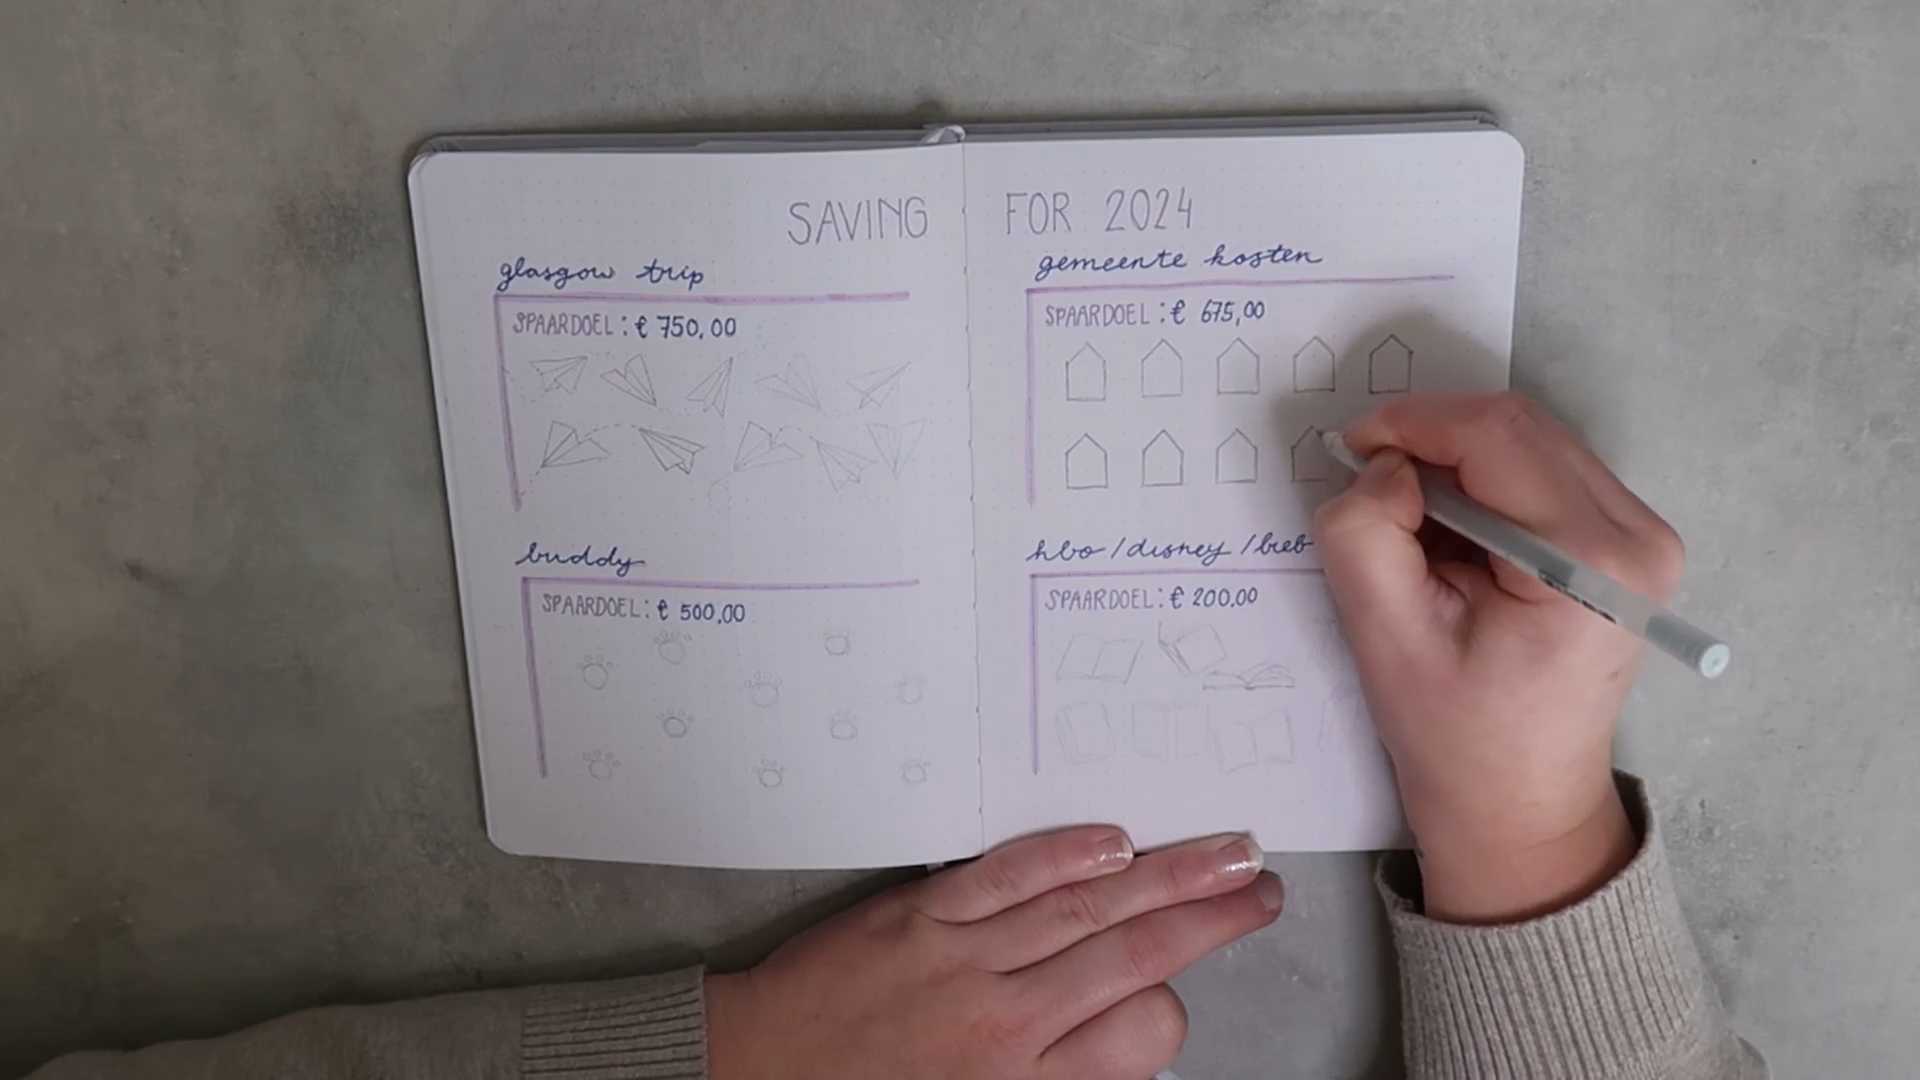 SAVING FOR 2024
glasgow trip
SPAARDOEL: € 750,00
buddy
SPAARDOEL: € 500,00
gemeente kosten
SPAARDOEL: € 675,00
hbo/disney/bieb
SPAARDOEL: € 200.00